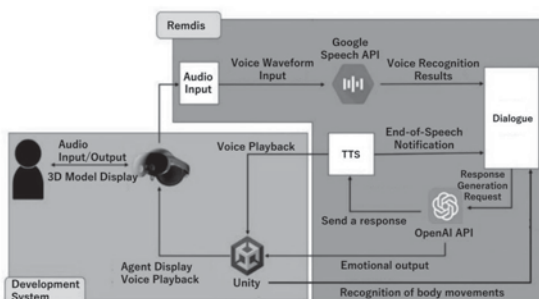 Remdis
Google
Speech API
Voice Waveform
Input
Voice Recognition
Results
Audio
Input
Dialogue
Audio
Input/Output
3D Model Display
Voice Playback
TTS
End-of-Speech
Notification
Response
Generation
Request
Send a response
OpenAI API
Agent Display
Voice Playback
Unity
Emotional output
Recognition of body movements
Development
System